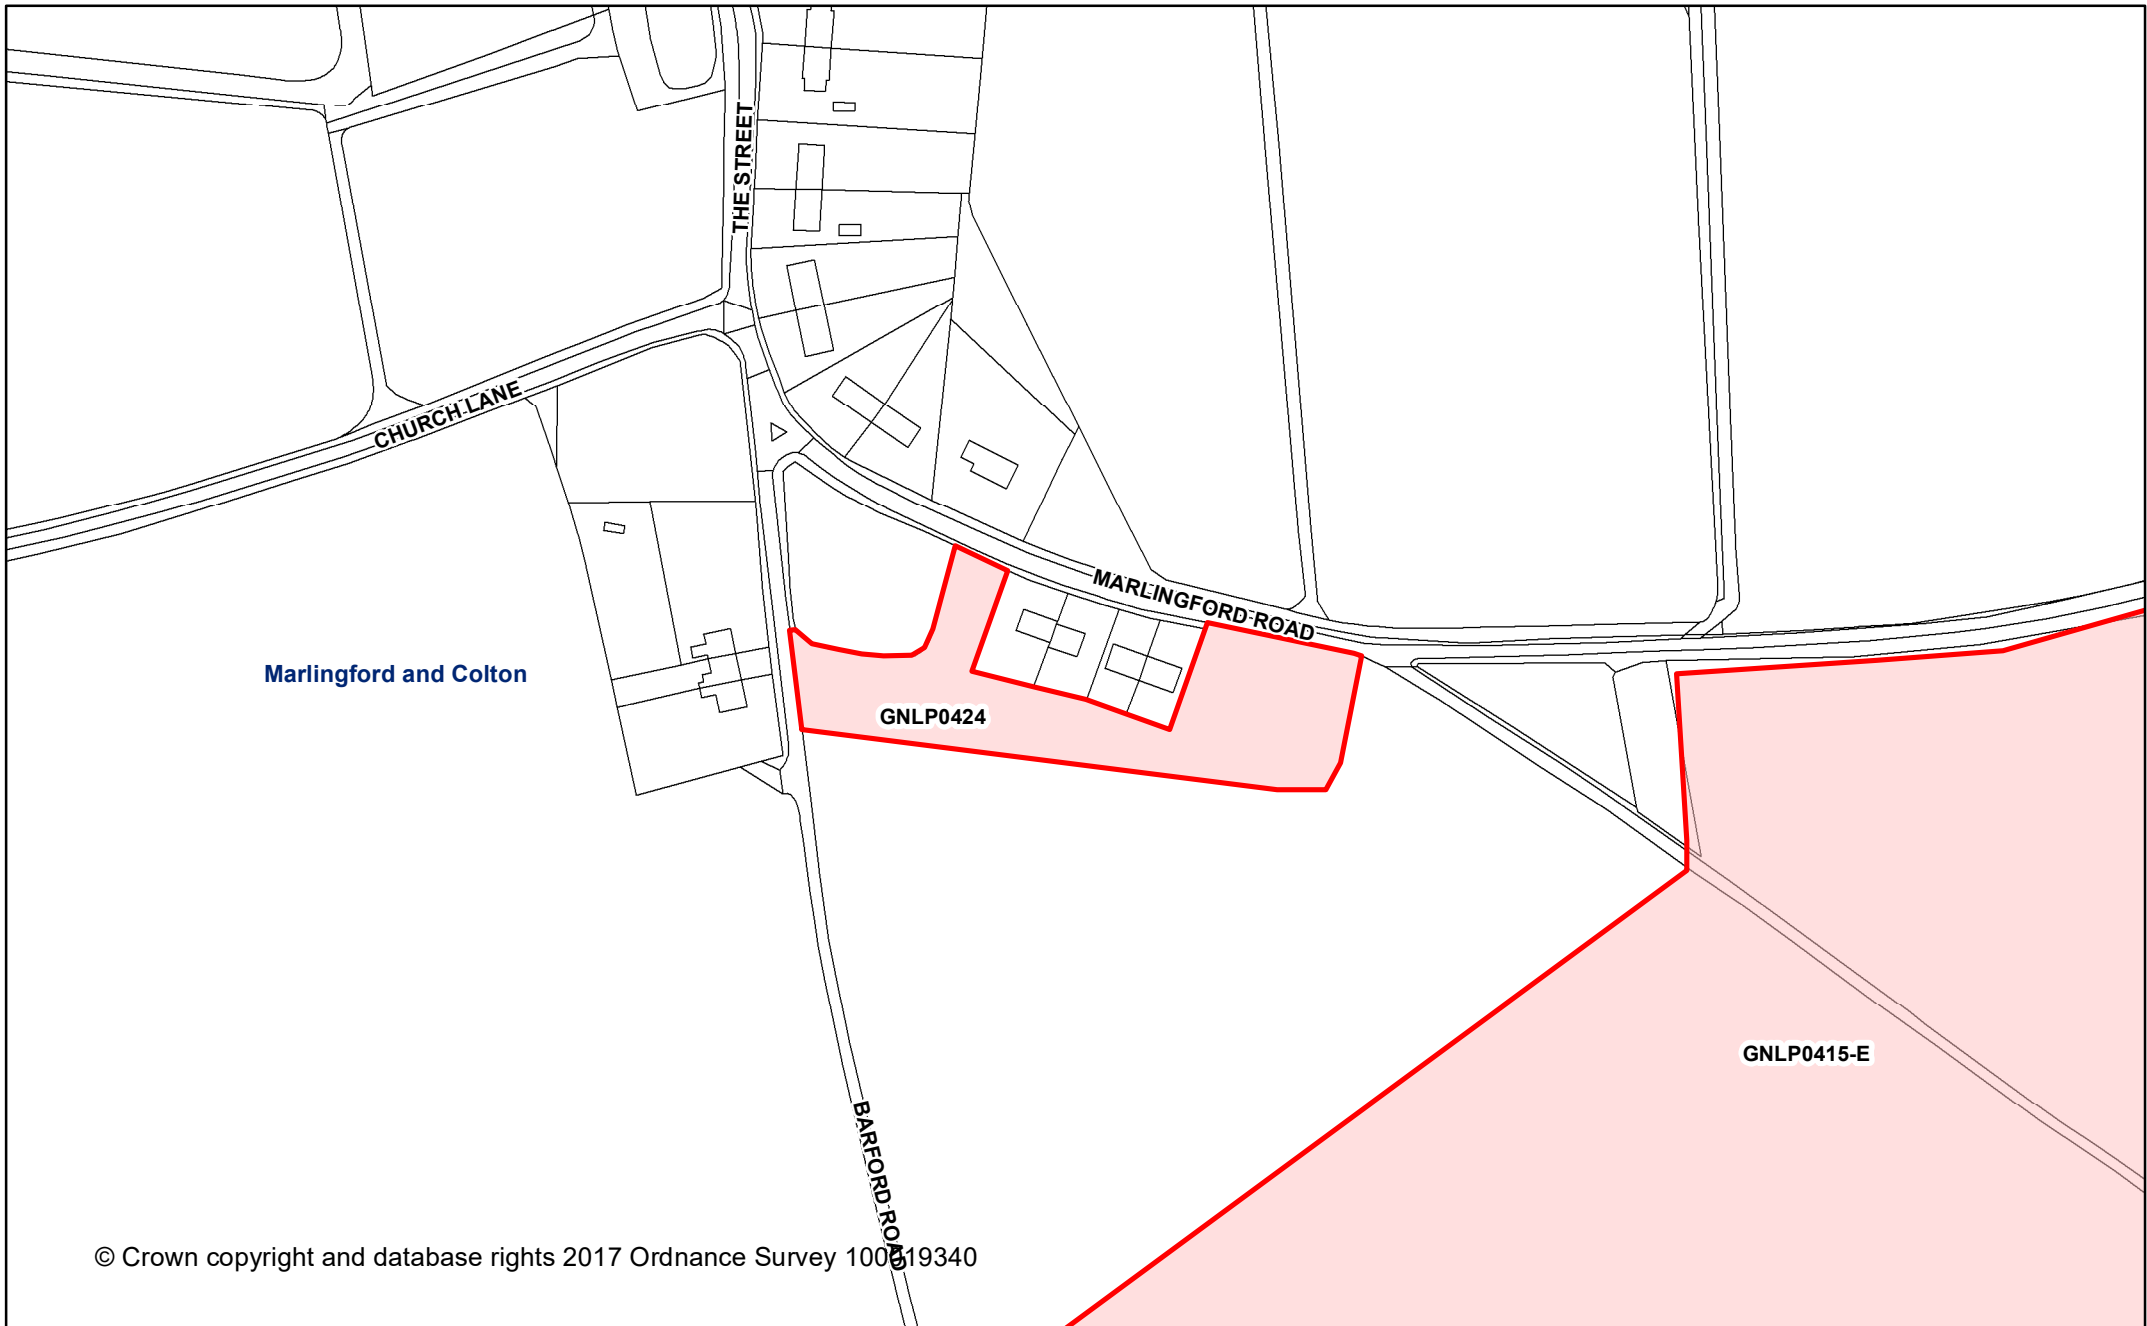 THE STREET
CHURCH LANE
MARLINGFORD ROAD
Marlingford and Colton
GNLP0424
GNLP0415-E
BARFORD ROAD
© Crown copyright and database rights 2017 Ordnance Survey 100019340